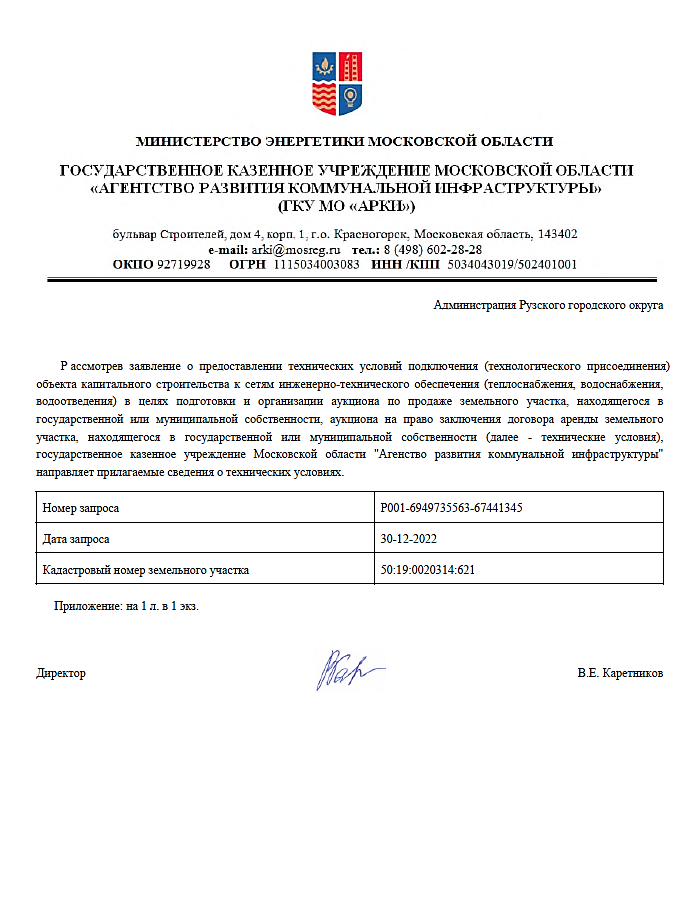 МИНИСТЕРСТВО ЭНЕРГЕТИКИ МОСКОВСКОЙ ОБЛАСТИ
ГОСУДАРСТВЕННОЕ КАЗЕННОЕ УЧРЕЖДЕНИЕ МОСКОВСКОЙ ОБЛАСТИ
«АГЕНТСТВО РАЗВИТИЯ КОММУНАЛЬНОЙ ИНФРАСТРУКТУРЫ»
(ГКУ МО «АРКИ»)
бульвар Строителей, дом 4, корп. 1, г.о. Красногорск, Московская область, 143402
e-mail: arki@mosreg.ru тел.: 8 (498) 602-28-28
ОКПО 92719928 ОГРН 1115034003083 ИНН /КПП 5034043019/502401001
Администрация Рузского городского округа
Р ассмотрев заявление о предоставлении технических условий подключения (технологического присоединения)
объекта капитального строительства к сетям инженерно-технического обеспечения (теплоснабжения, водоснабжения,
водоотведения) в целях подготовки и организации аукциона по продаже земельного участка, находящегося в
государственной или муниципальной собственности, аукциона на право заключения договора аренды земельного
участка, находящегося в государственной или муниципальной собственности (далее - технические условия),
государственное казенное учреждение Московской области "Агенство развития коммунальной инфраструктуры"
направляет прилагаемые сведения о технических условиях.
Номер запроса P001-6949735563-67441345
Дата запроса 30-12-2022
Кадастровый номер земельного участка 50:19:0020314:621
Приложение: на 1 л. в 1 экз.
Директор В.Е. Каретников